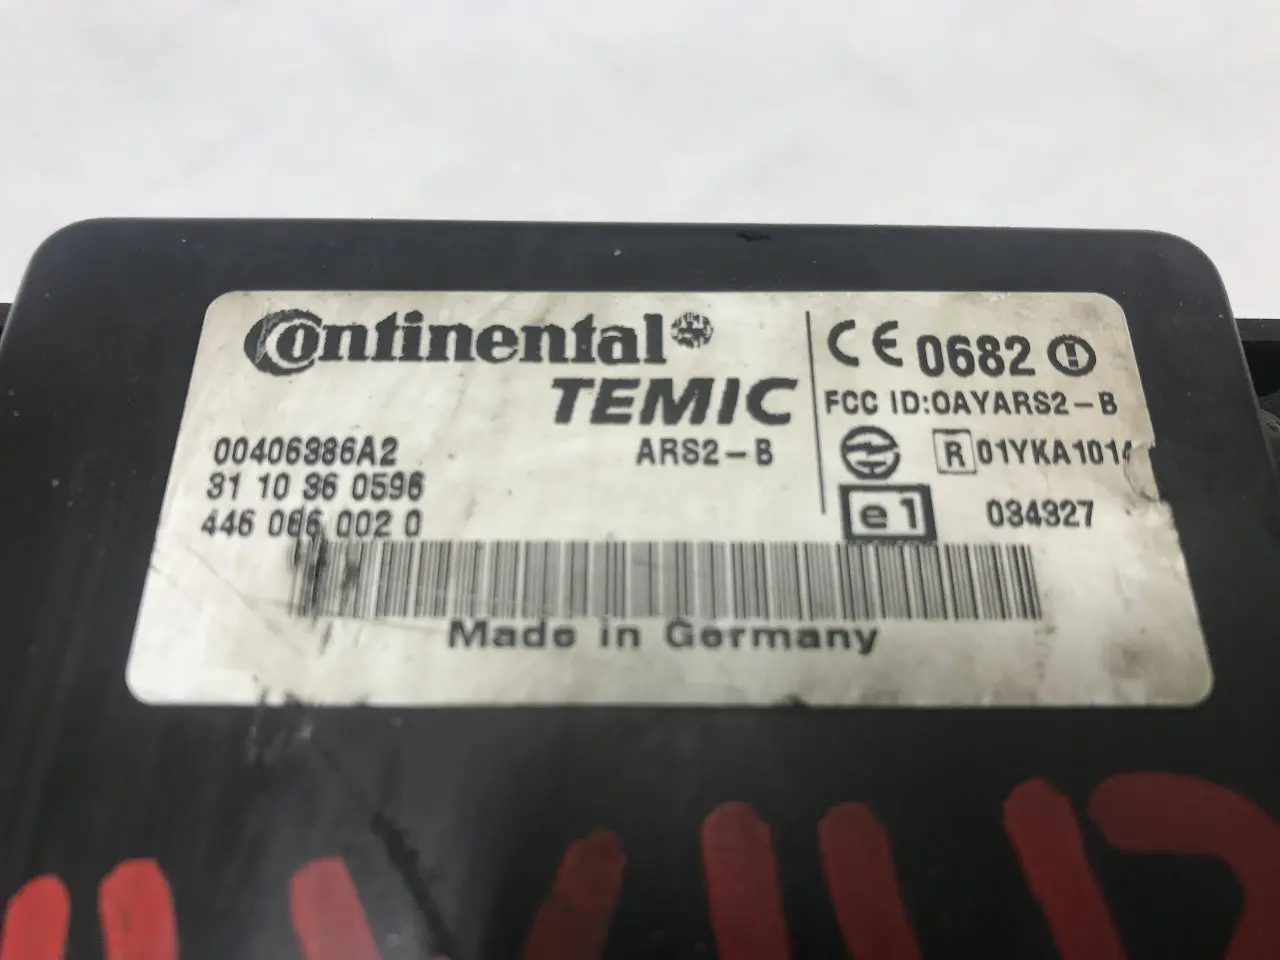 Continental
TEMIC
00406386A2
ARS2-B
31 10 36 0596
446 066 002 0
Made in Germany
CE 0682
FCC ID:OAYARS2-B
R 01YKA1014
e1
034327